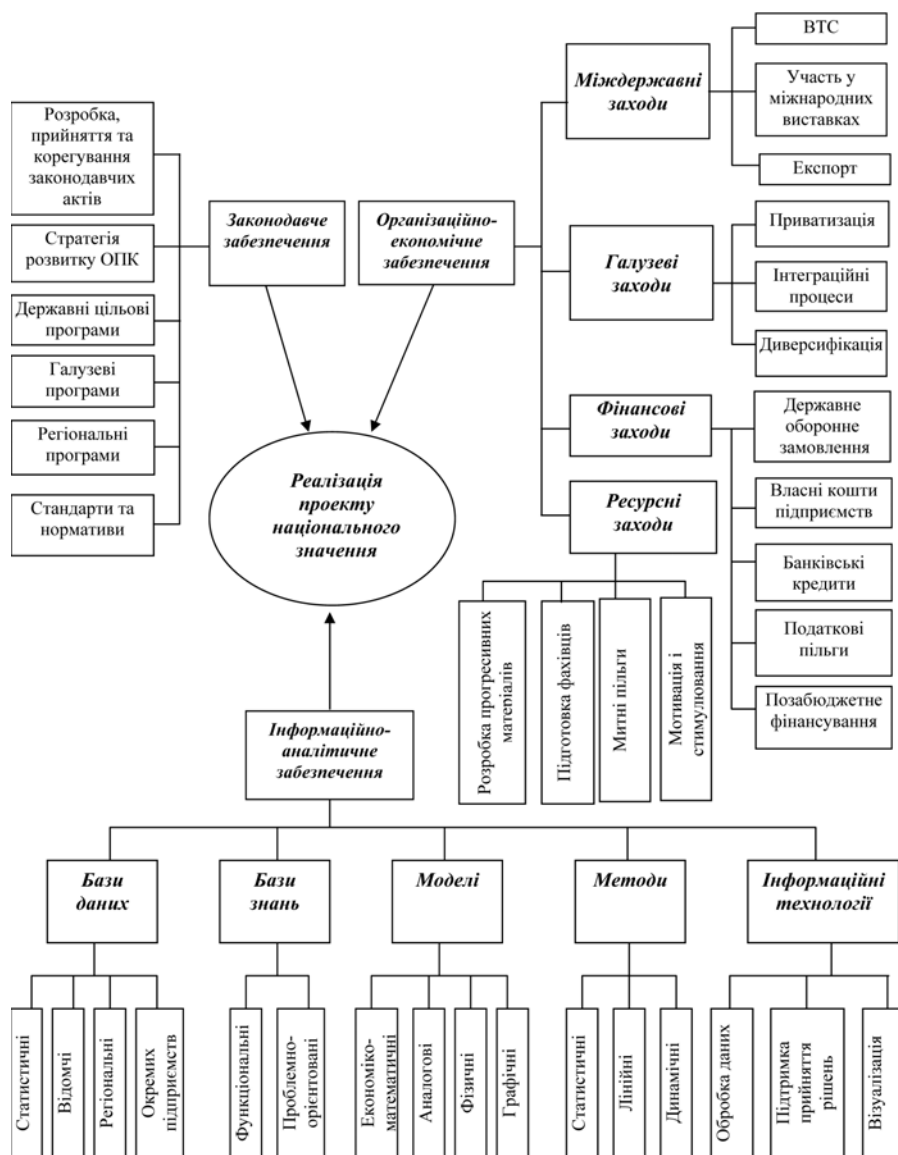 Розробка,
прийняття та
корегування
законодавчих
актів
Стратегія
розвитку ОПК
Державні цільові
програми
Галузеві
програми
Регіональні
програми
Стандарти та
нормативи
Законодавче
забезпечення
Організаційно-
економічне
забезпечення
Міждержавні
заходи
ВТС
Участь у
міжнародних
виставках
Експорт
Галузеві
заходи
Приватизація
Інтеграційні
процеси
Диверсифікація
Фінансові
заходи
Державне
оборонне
замовлення
Власні кошти
підприємств
Банківські
кредити
Податкові
пільги
Позабюджетне
фінансування
Ресурсні
заходи
Розробка прогресивних
матеріалів
Підготовка фахівців
Митні пільги
Мотивація і
стимулювання
Реалізація
проекту
національного
значення
Інформаційно-
аналітичне
забезпечення
Бази
даних
Статистичні
Відомчі
Регіональні
Окремих
підприємств
Бази
знань
Функціональні
Проблемно-
орієнтовані
Моделі
Економіко-
математичні
Аналогові
Фізичні
Графічні
Методи
Статистичні
Лінійні
Динамічні
Інформаційні
технології
Обробка даних
Підтримка
прийняття
рішень
Візуалізація